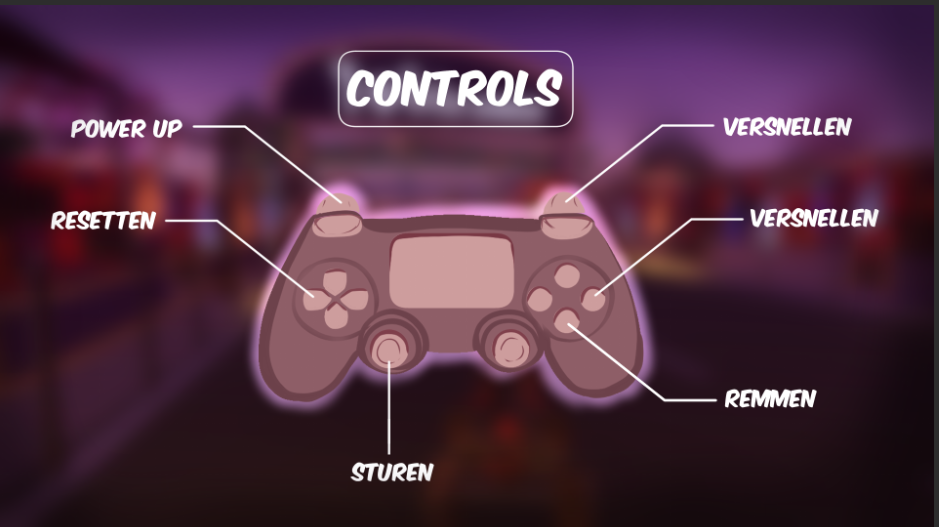 CONTROLS
POWER UP
VERSNELLEN
RESETTEN
VERSNELLEN
REMMEN
STUREN